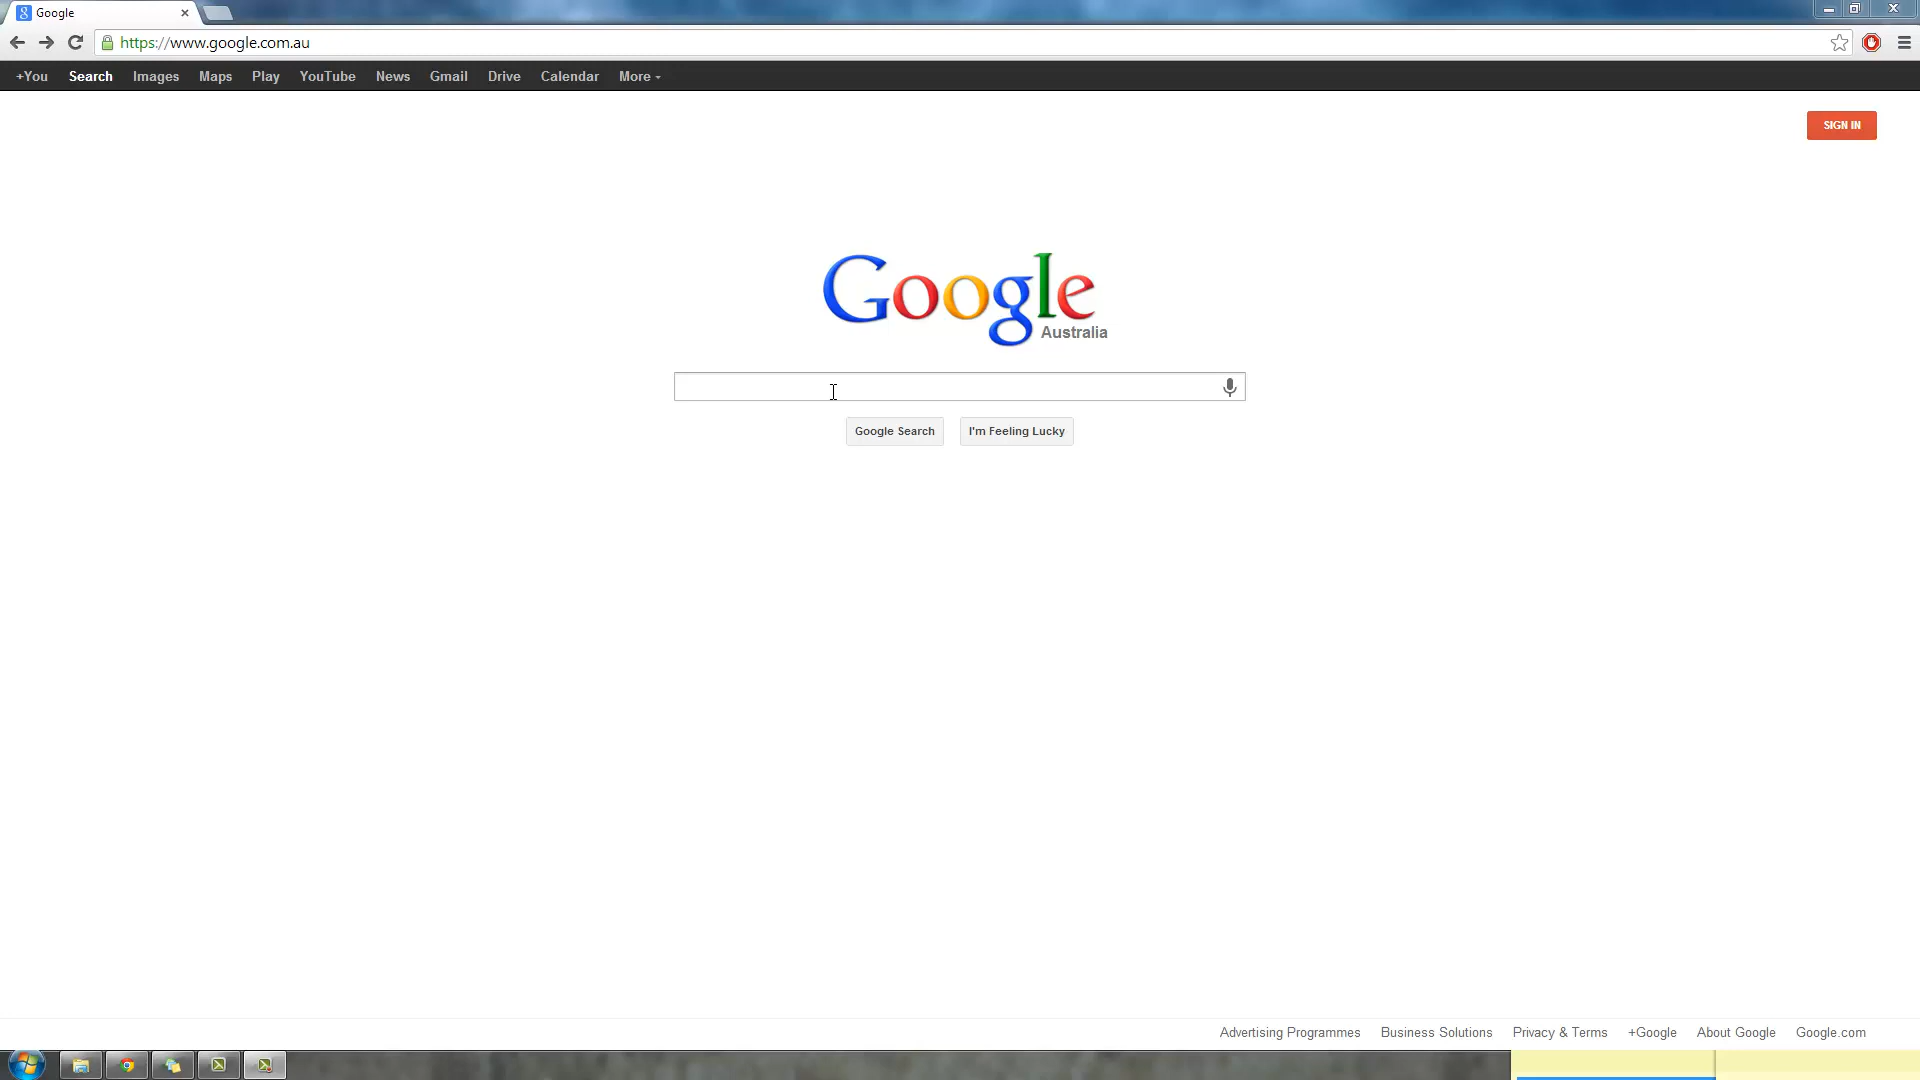 Google
https://www.google.com.au
+You Search Images Maps Play YouTube News Gmail Drive Calendar More
SIGN IN
Google
Australia
Google Search I'm Feeling Lucky
Advertising Programmes Business Solutions Privacy & Terms +Google About Google Google.com